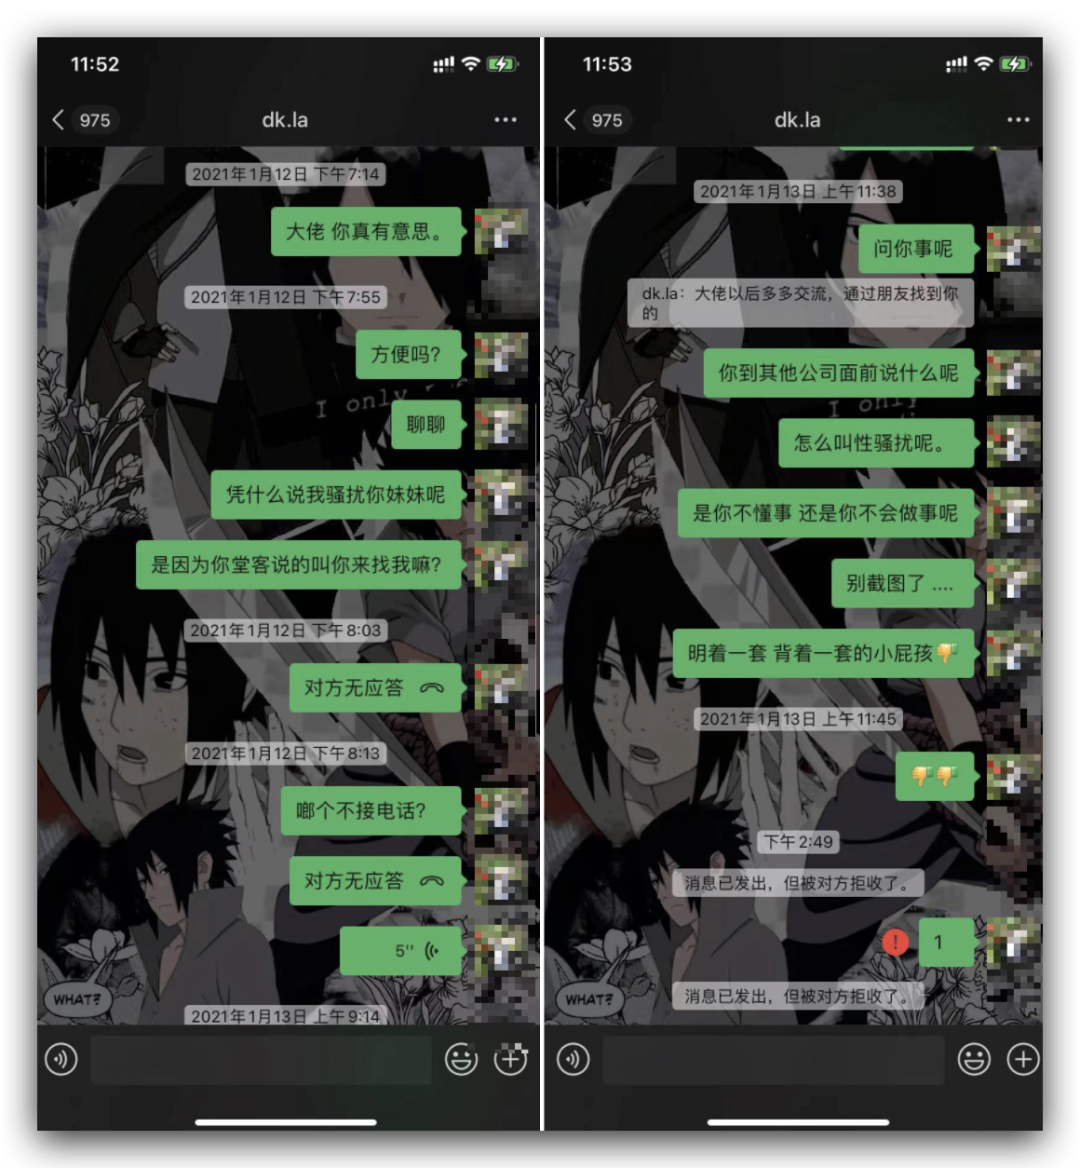 11:52
975
dk.la
2021年1月12日 下午7:14
大佬 你真有意思。
2021年1月12日 下午7:55
方便吗?
I only
聊聊
凭什么说我骚扰你妹妹呢
是因为你堂客说的叫你来找我嘛?
2021年1月12日 下午8:03
对方无应答
2021年1月12日 下午8:13
啷个不接电话?
对方无应答
5''
WHAT?
2021年1月13日 上午9:14
11:53
975
dk.la
2021年1月13日 上午11:38
问你事呢
dk.la：大佬以后多多交流，通过朋友找到你
的
你到其他公司面前说什么呢
I only
怎么叫性骚扰呢。
是你不懂事 还是你不会做事呢
别截图了 ....
明着一套 背着一套的小屁孩👎
2021年1月13日 上午11:45
👎👎
下午2:49
消息已发出，但被对方拒收了。
! 1
WHAT?
消息已发出，但被对方拒收了。